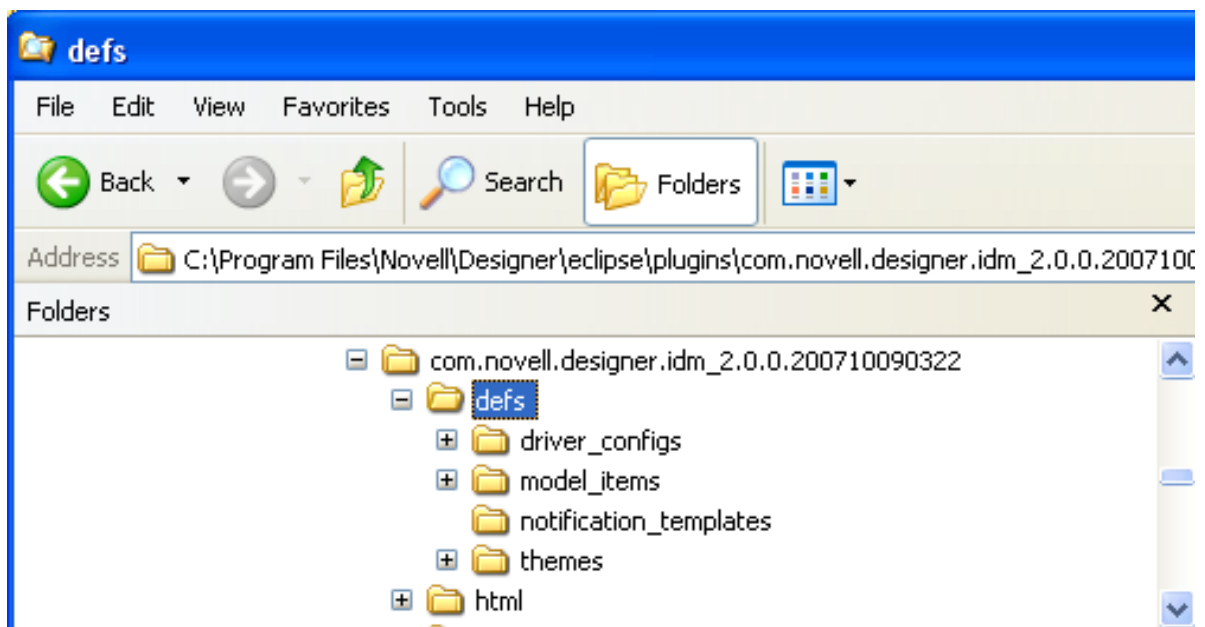 defs
File Edit View Favorites Tools Help
Back Search Folders
Address C:\Program Files\Novell\Designer\eclipse\plugins\com.novell.designer.idm_2.0.0.2007100
Folders
com.novell.designer.idm_2.0.0.200710090322
defs
driver_configs
model_items
notification_templates
themes
html